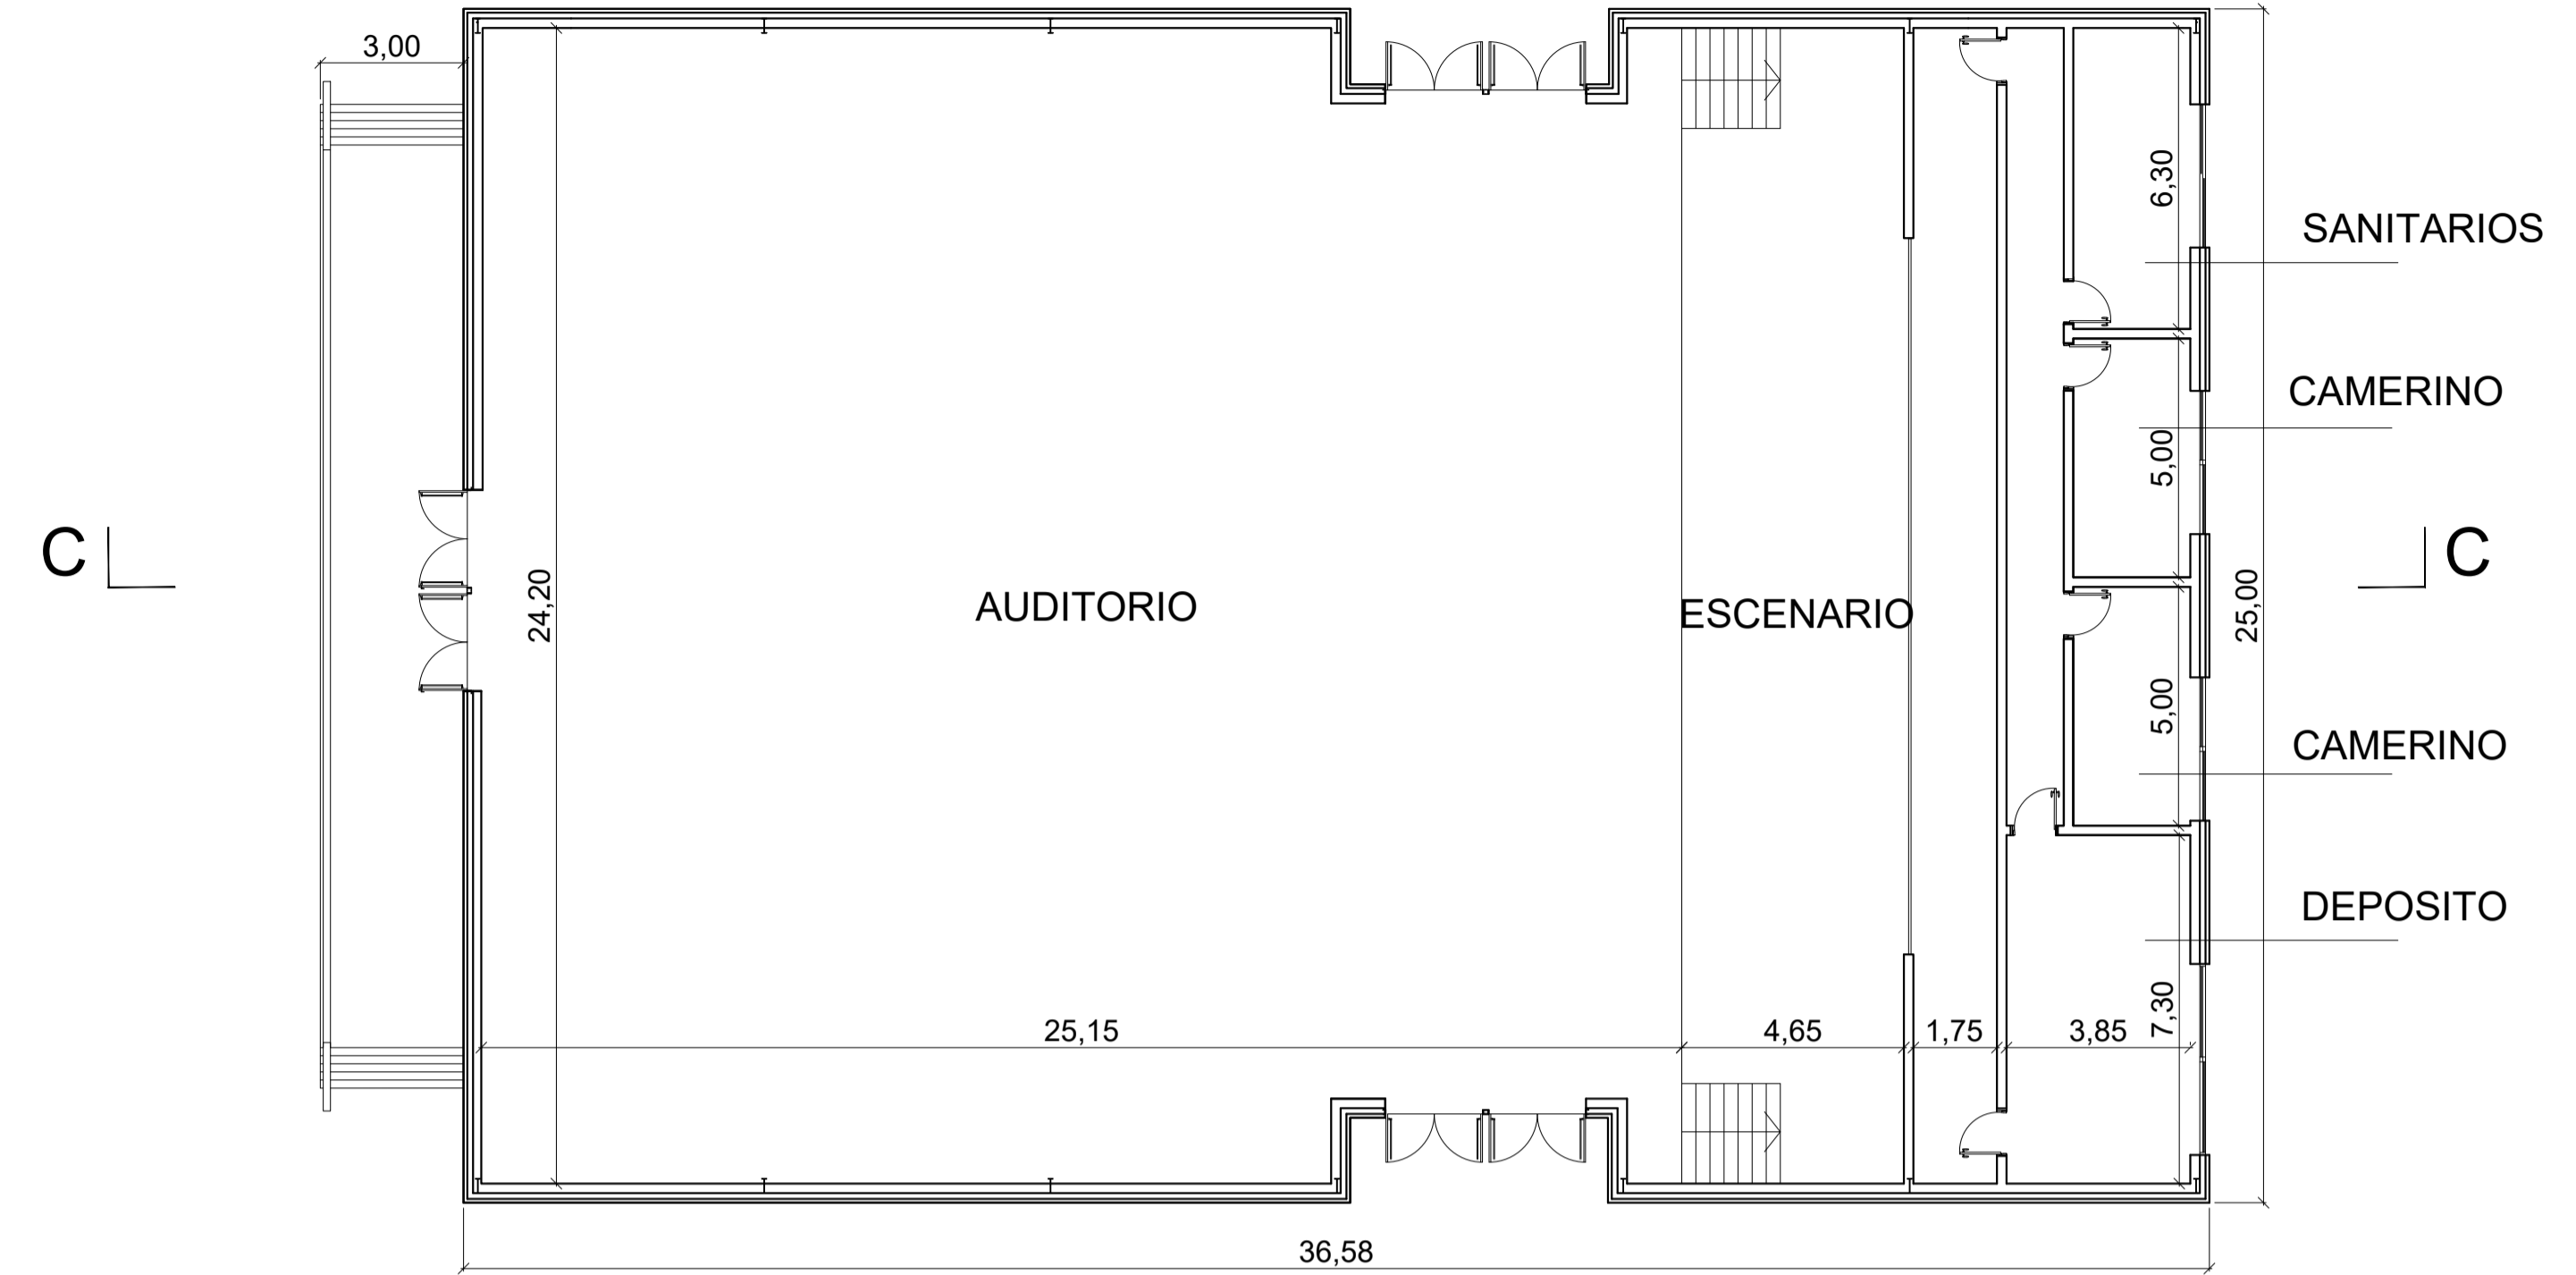 3,00
6,30
SANITARIOS
CAMERINO
5,00
C
C
24,20
AUDITORIO
ESCENARIO
25,00
5,00
CAMERINO
DEPOSITO
25,15
4,65
1,75
3,85
7,30
36,58